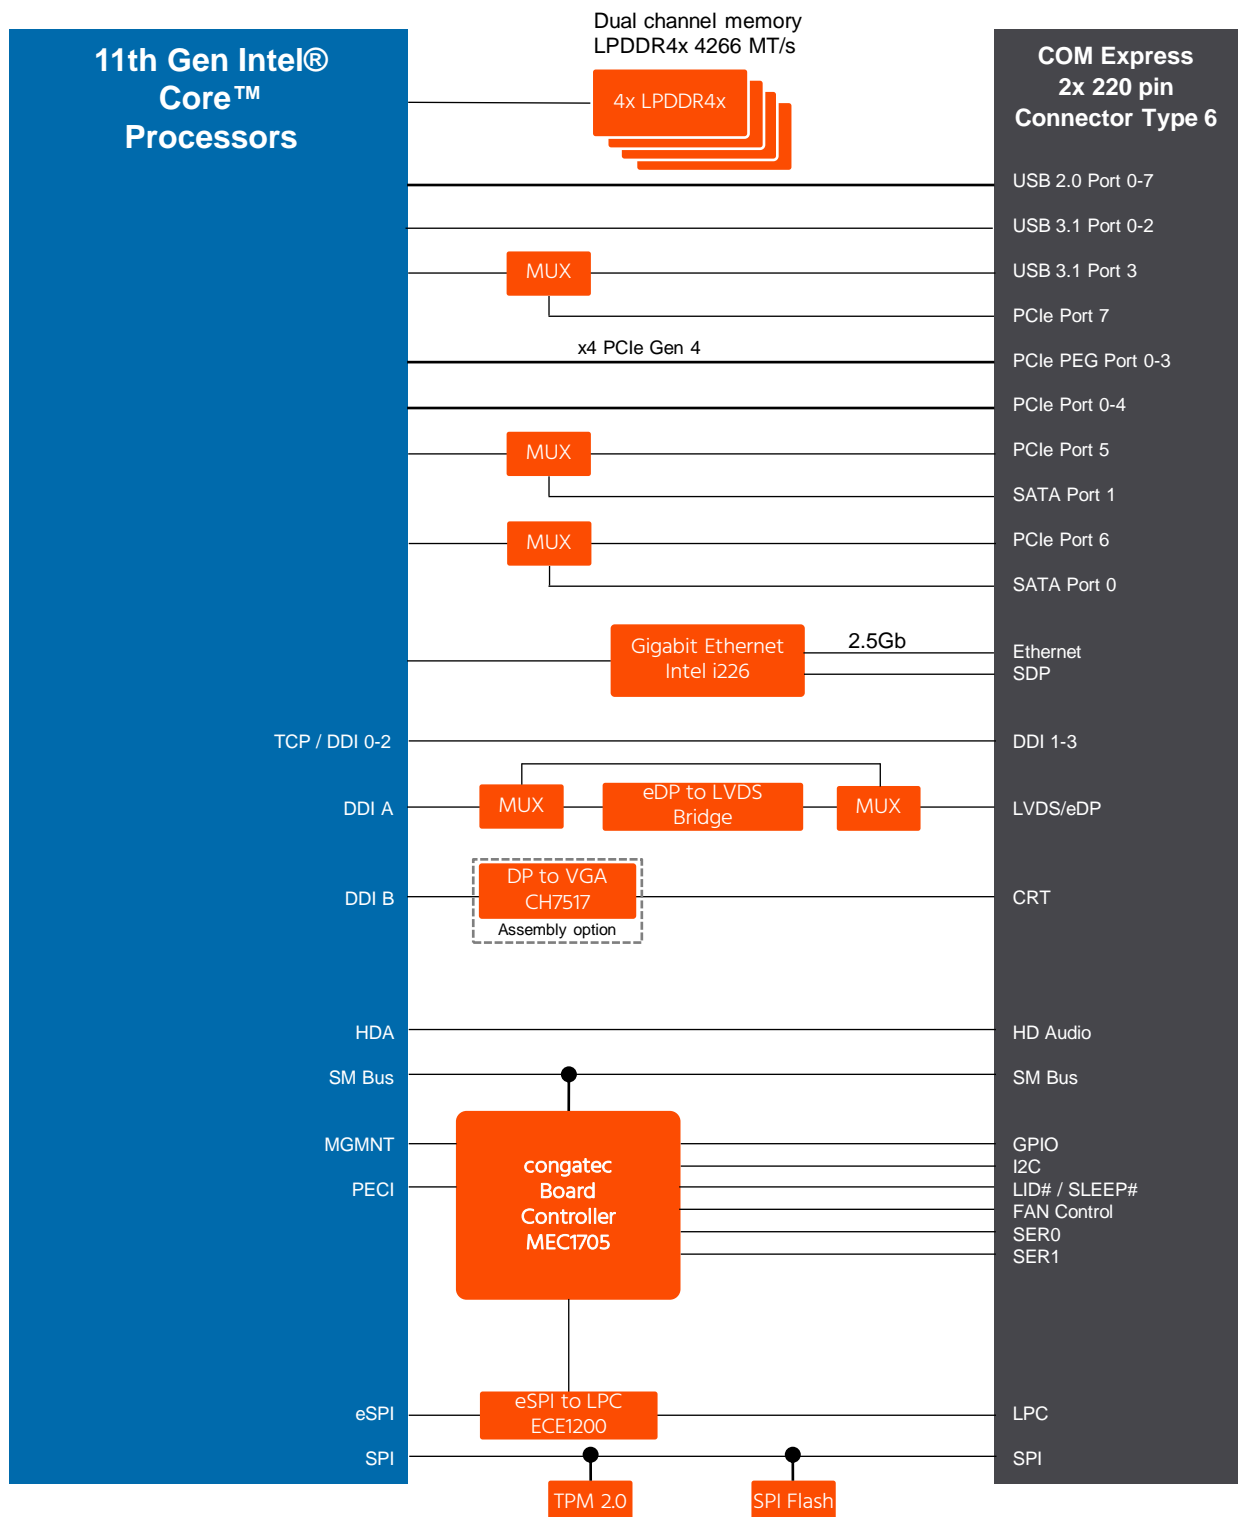 Dual channel memory
LPDDR4x 4266 MT/s
11th Gen Intel®
Core™
Processors
4x LPDDR4x
COM Express
2x 220 pin
Connector Type 6
USB 2.0 Port 0-7
USB 3.1 Port 0-2
MUX
USB 3.1 Port 3
PCIe Port 7
x4 PCIe Gen 4
PCIe PEG Port 0-3
PCIe Port 0-4
MUX
PCIe Port 5
SATA Port 1
MUX
PCIe Port 6
SATA Port 0
Gigabit Ethernet
Intel i226
2.5Gb
Ethernet
SDP
TCP / DDI 0-2
DDI 1-3
DDI A
MUX
eDP to LVDS
Bridge
MUX
LVDS/eDP
DDI B
DP to VGA
CH7517
Assembly option
CRT
HDA
HD Audio
SM Bus
SM Bus
MGMNT
PECI
congatec
Board
Controller
MEC1705
GPIO
I2C
LID# / SLEEP#
FAN Control
SER0
SER1
eSPI
eSPI to LPC
ECE1200
LPC
SPI
SPI
TPM 2.0
SPI Flash